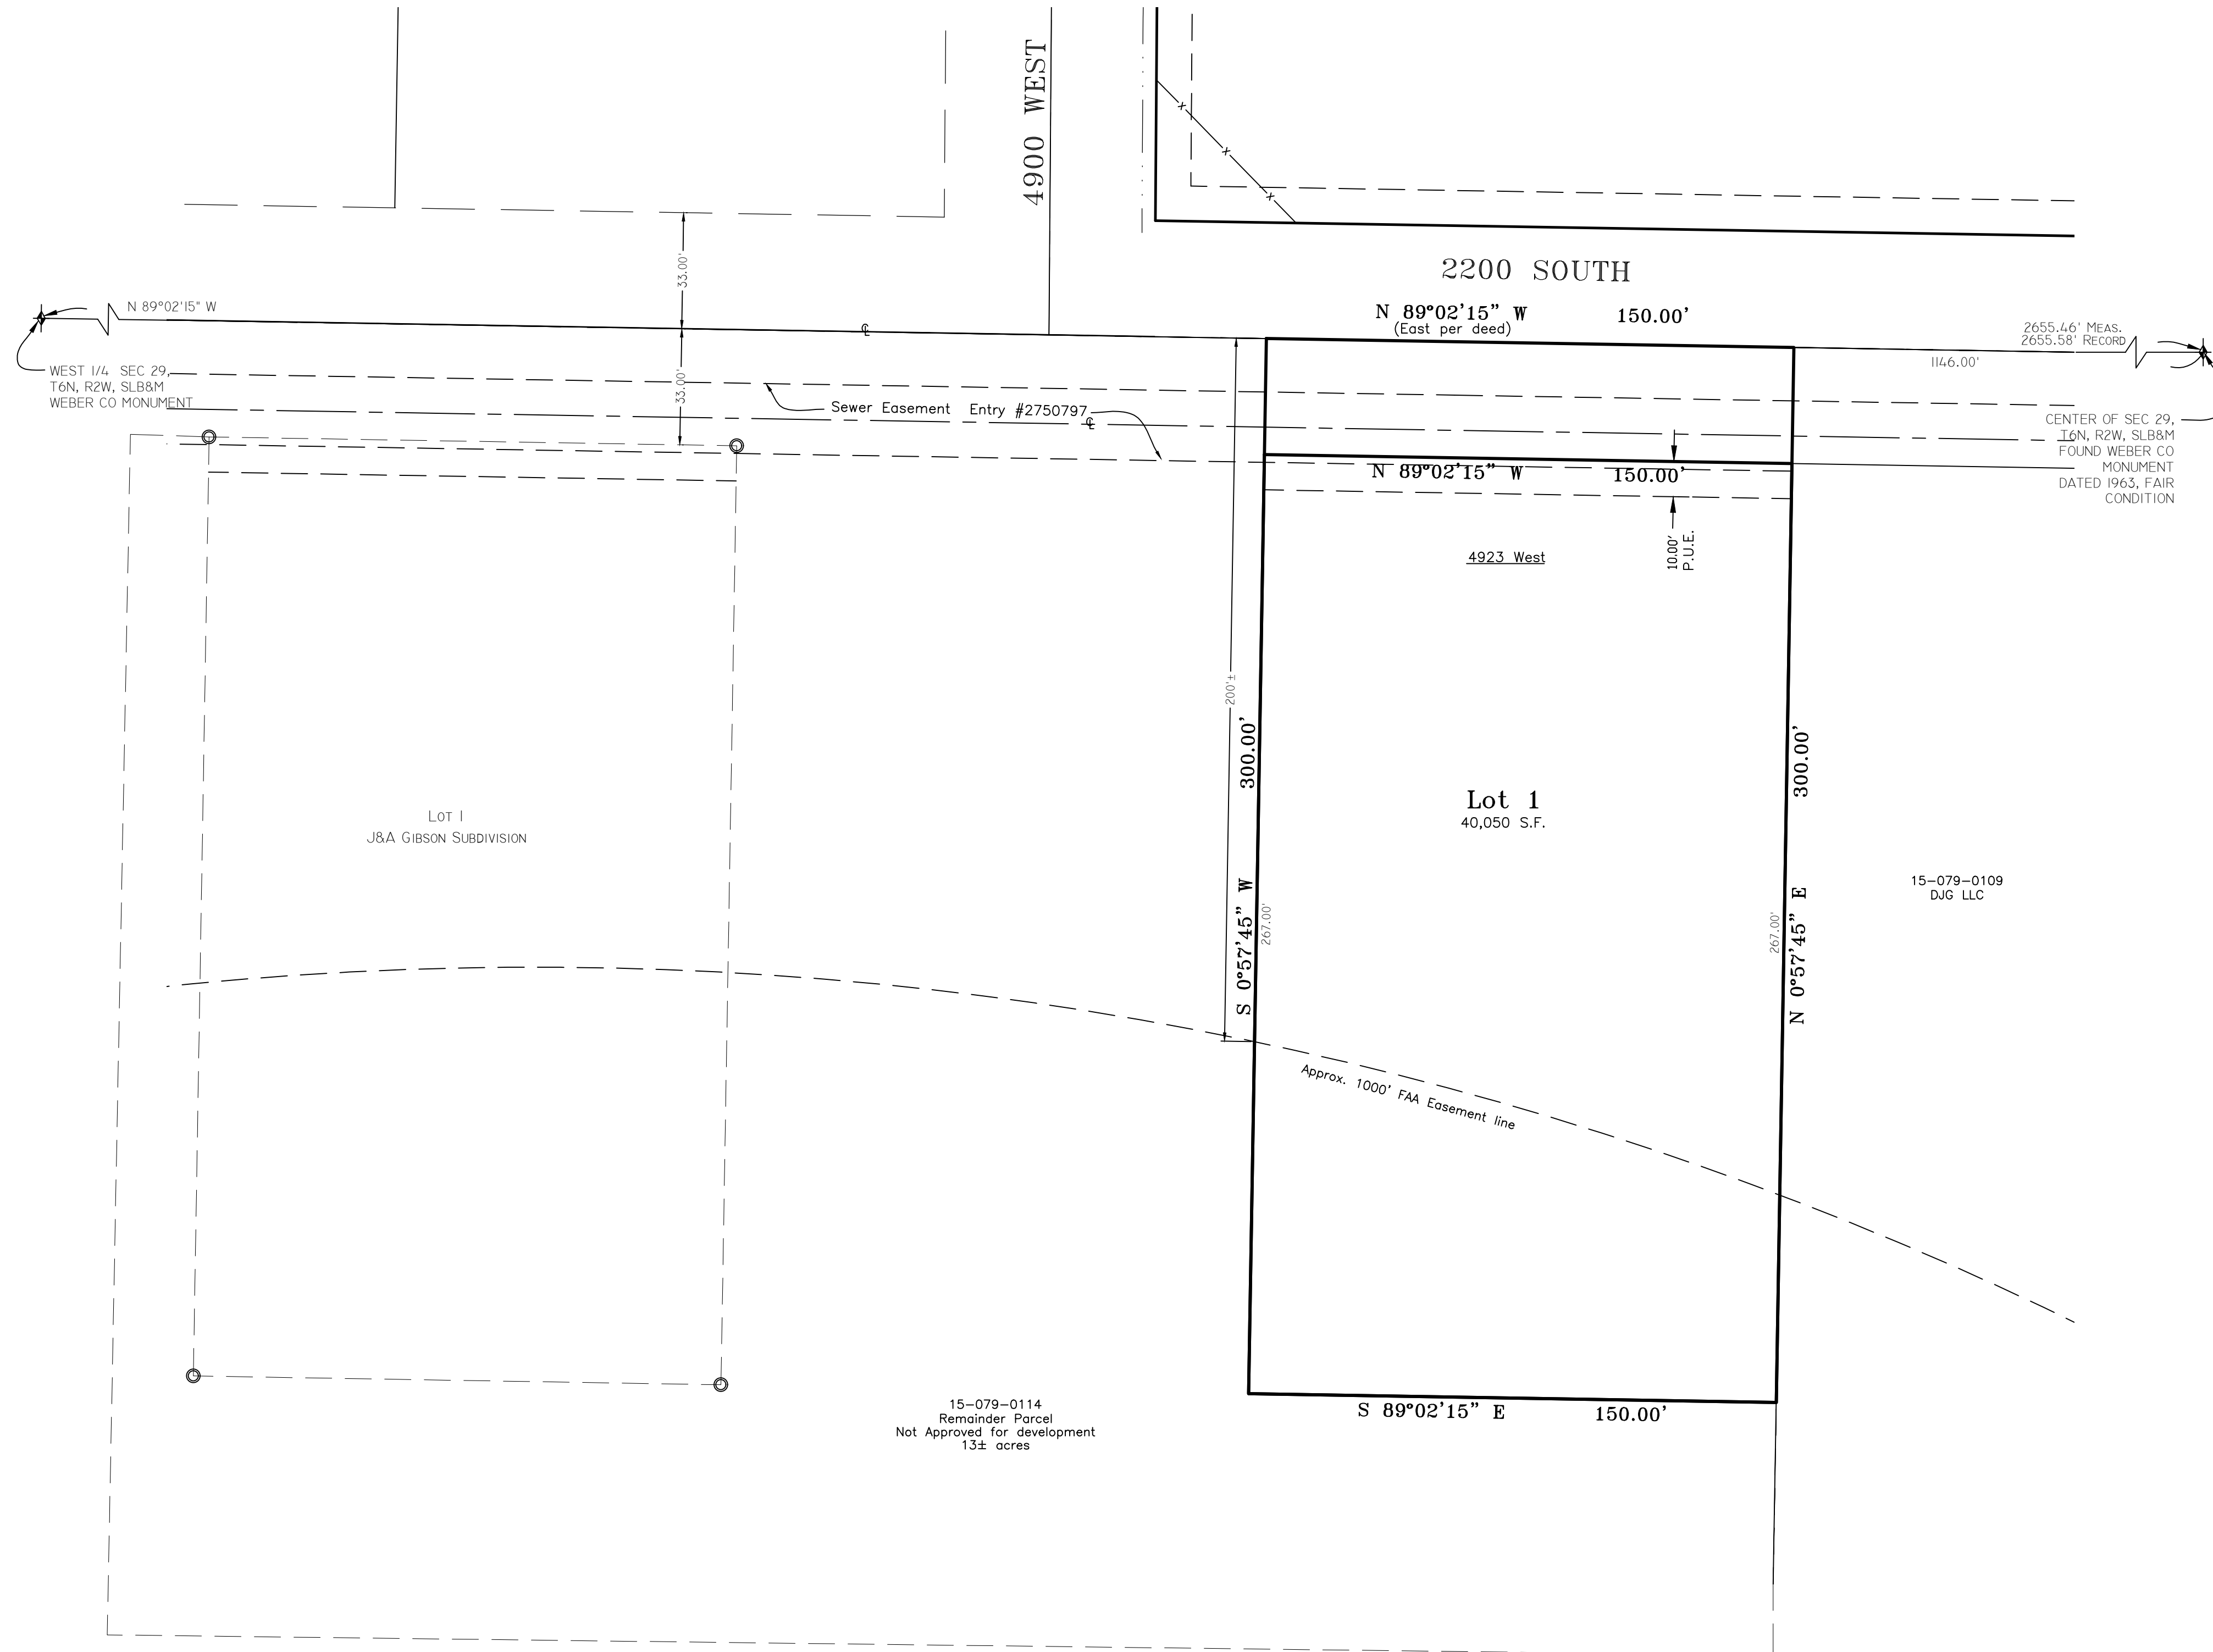 4900 WEST
2200 SOUTH
33.00'
N 89°02'15" W
N 89°02'15" W 150.00'
(East per deed)
2655.46' MEAS.
2655.58' RECORD
1146.00'
WEST 1/4 SEC 29,
T6N, R2W, SLB&M
WEBER CO MONUMENT
33.00'
Sewer Easement Entry #2750797
CENTER OF SEC 29,
T6N, R2W, SLB&M
FOUND WEBER CO
MONUMENT
DATED 1963, FAIR
CONDITION
N 89°02'15" W 150.00'
10.00'
P.U.E.
4923 West
200'±
S 0°57'45" W 300.00'
267.00'
Lot 1
40,050 S.F.
267.00'
N 0°57'45" E 300.00'
LOT 1
J&A GIBSON SUBDIVISION
15-079-0109
DJG LLC
Approx. 1000' FAA Easement line
15-079-0114
Remainder Parcel
Not Approved for development
13± acres
S 89°02'15" E 150.00'